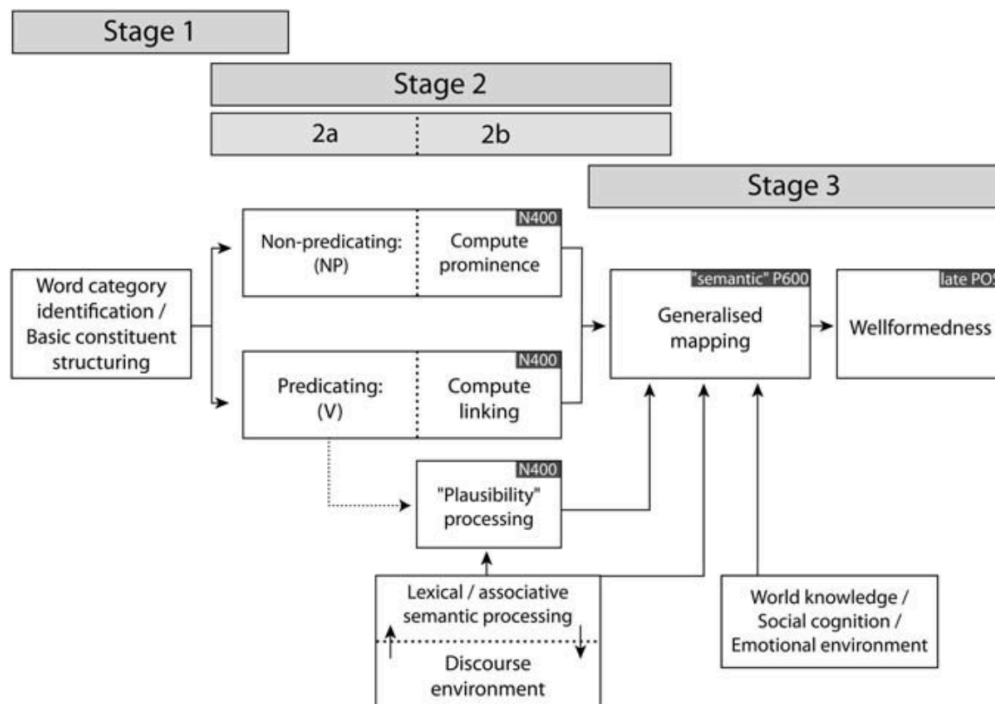 Stage 1
Stage 2
2a
2b
Stage 3
N400
Non-predicating:
(NP)
Compute
prominence
Word category
identification /
Basic constituent
structuring
"semantic" P600
Generalised
mapping
late POS
Wellformedness
N400
Predicating:
(V)
Compute
linking
N400
"Plausibility"
processing
Lexical / associative
semantic processing
Discourse
environment
World knowledge /
Social cognition /
Emotional environment